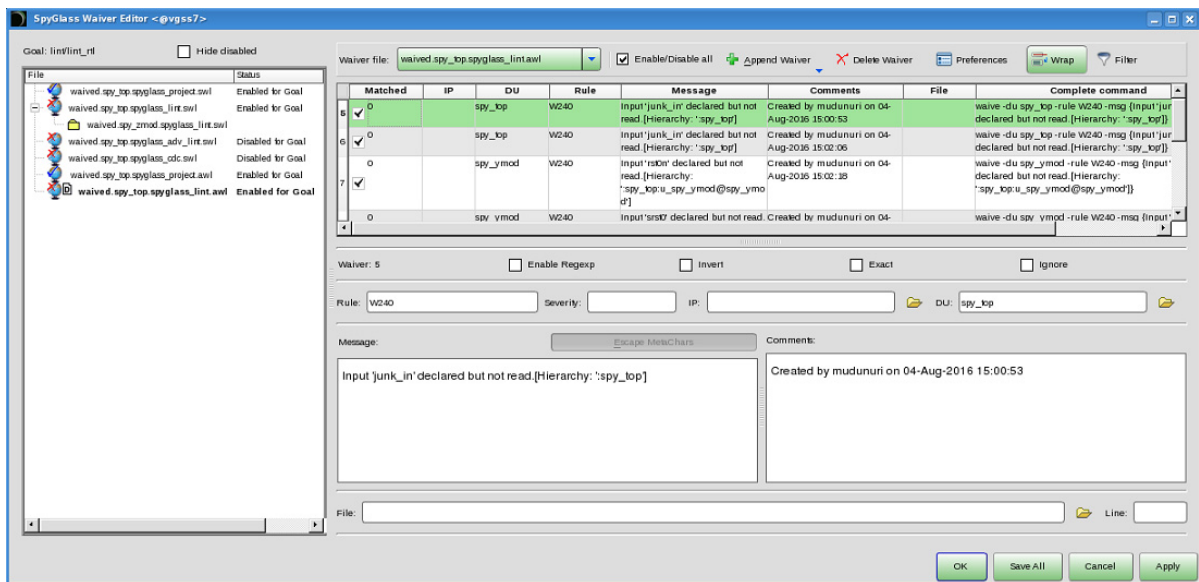 SpyGlass Waiver Editor <@vgss7>
Goal: lint/lint_rtl
Hide disabled
File Status
waived.spy_top.spyglass_project.swl Enabled for Goal
waived.spy_top.spyglass_lint.swl Enabled for Goal
waived.spy_zmod.spyglass_lint.swl
waived.spy_top.spyglass_adv_lint.swl Disabled for Goal
waived.spy_top.spyglass_cdc.swl Disabled for Goal
waived.spy_top.spyglass_project.awl Enabled for Goal
waived.spy_top.spyglass_lint.awl Enabled for Goal
Waiver file: waived.spy_top.spyglass_lint.awl Enable/Disable all Append Waiver Delete Waiver Preferences Wrap Filter
Matched IP DU Rule Message Comments File Complete command
5 0 spy_top W240 Input 'junk_in' declared but not Created by mudunuri on 04- waive -du spy_top -rule W240 -msg {Input 'jur
read.[Hierarchy: ':spy_top'] Aug-2016 15:00:53 declared but not read.[Hierarchy: ':spy_top']}
6 0 spy_top W240 Input 'junk_in' declared but not Created by mudunuri on 04- waive -du spy_top -rule W240 -msg {Input 'jur
read.[Hierarchy: ':spy_top'] Aug-2016 15:02:06 declared but not read.[Hierarchy: ':spy_top']}
7 0 spy_ymod W240 Input 'rst0n' declared but not Created by mudunuri on 04- waive -du spy_ymod -rule W240 -msg {Input '
read.[Hierarchy: Aug-2016 15:02:18 declared but not read.[Hierarchy:
':spy_top:u_spy_ymod@spy_ymo ':spy_top:u_spy_ymod@spy_ymod']}
d']
0 spy_ymod W240 Input 'srst0' declared but not read. Created by mudunuri on 04- waive -du spy_ymod -rule W240 -msg {Input '
Waiver: 5 Enable Regexp Invert Exact Ignore
Rule: W240 Severity: IP: DU: spy_top
Message: Escape MetaChars Comments:
Input 'junk_in' declared but not read.[Hierarchy: ':spy_top']
Created by mudunuri on 04-Aug-2016 15:00:53
File: Line:
OK Save All Cancel Apply